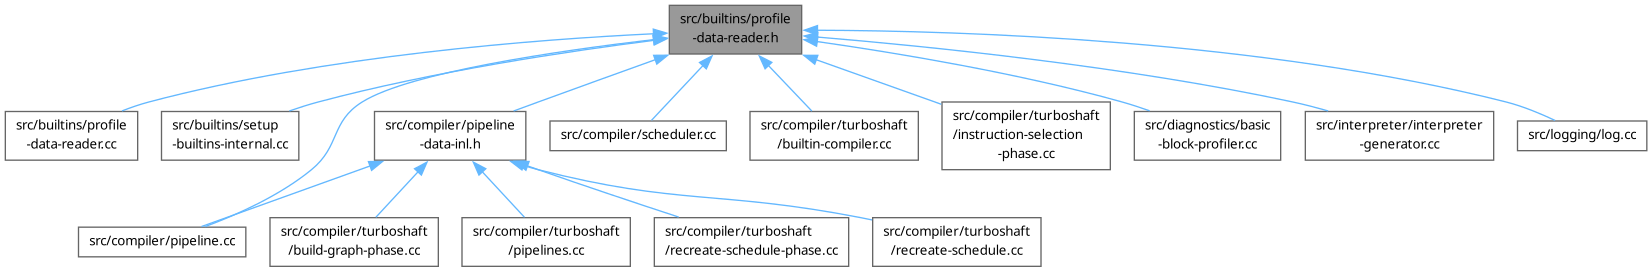 src/builtins/profile
-data-reader.h
src/builtins/profile
-data-reader.cc
src/builtins/setup
-builtins-internal.cc
src/compiler/pipeline
-data-inl.h
src/compiler/scheduler.cc
src/compiler/turboshaft
/builtin-compiler.cc
src/compiler/turboshaft
/instruction-selection
-phase.cc
src/diagnostics/basic
-block-profiler.cc
src/interpreter/interpreter
-generator.cc
src/logging/log.cc
src/compiler/pipeline.cc
src/compiler/turboshaft
/build-graph-phase.cc
src/compiler/turboshaft
/pipelines.cc
src/compiler/turboshaft
/recreate-schedule-phase.cc
src/compiler/turboshaft
/recreate-schedule.cc